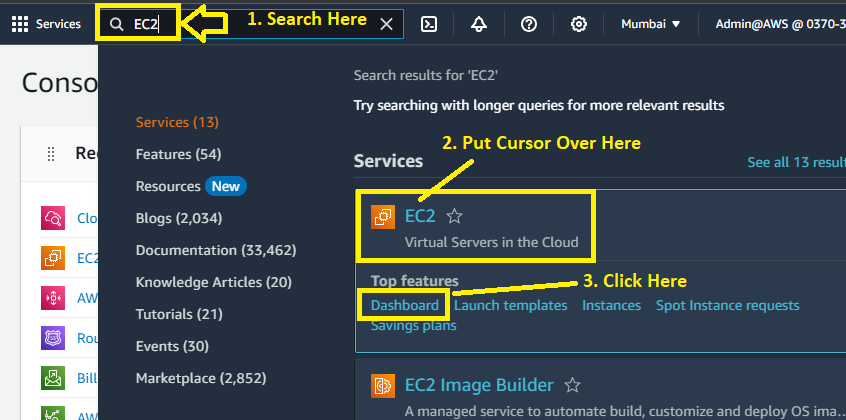 Services
EC2
1. Search Here
Mumbai
Admin@AWS @ 0370-3
Conso
Search results for 'EC2'
Try searching with longer queries for more relevant results
Services (13)
Features (54)
Resources New
Blogs (2,034)
Documentation (33,462)
Knowledge Articles (20)
Tutorials (21)
Events (30)
Marketplace (2,852)
Re
Clo
EC2
AW
Rou
Bill
AW
2. Put Cursor Over Here
Services
See all 13 result
EC2
Virtual Servers in the Cloud
Top features
3. Click Here
Dashboard Launch templates Instances Spot Instance requests
Savings plans
EC2 Image Builder
A managed service to automate build, customize and deploy OS ima...